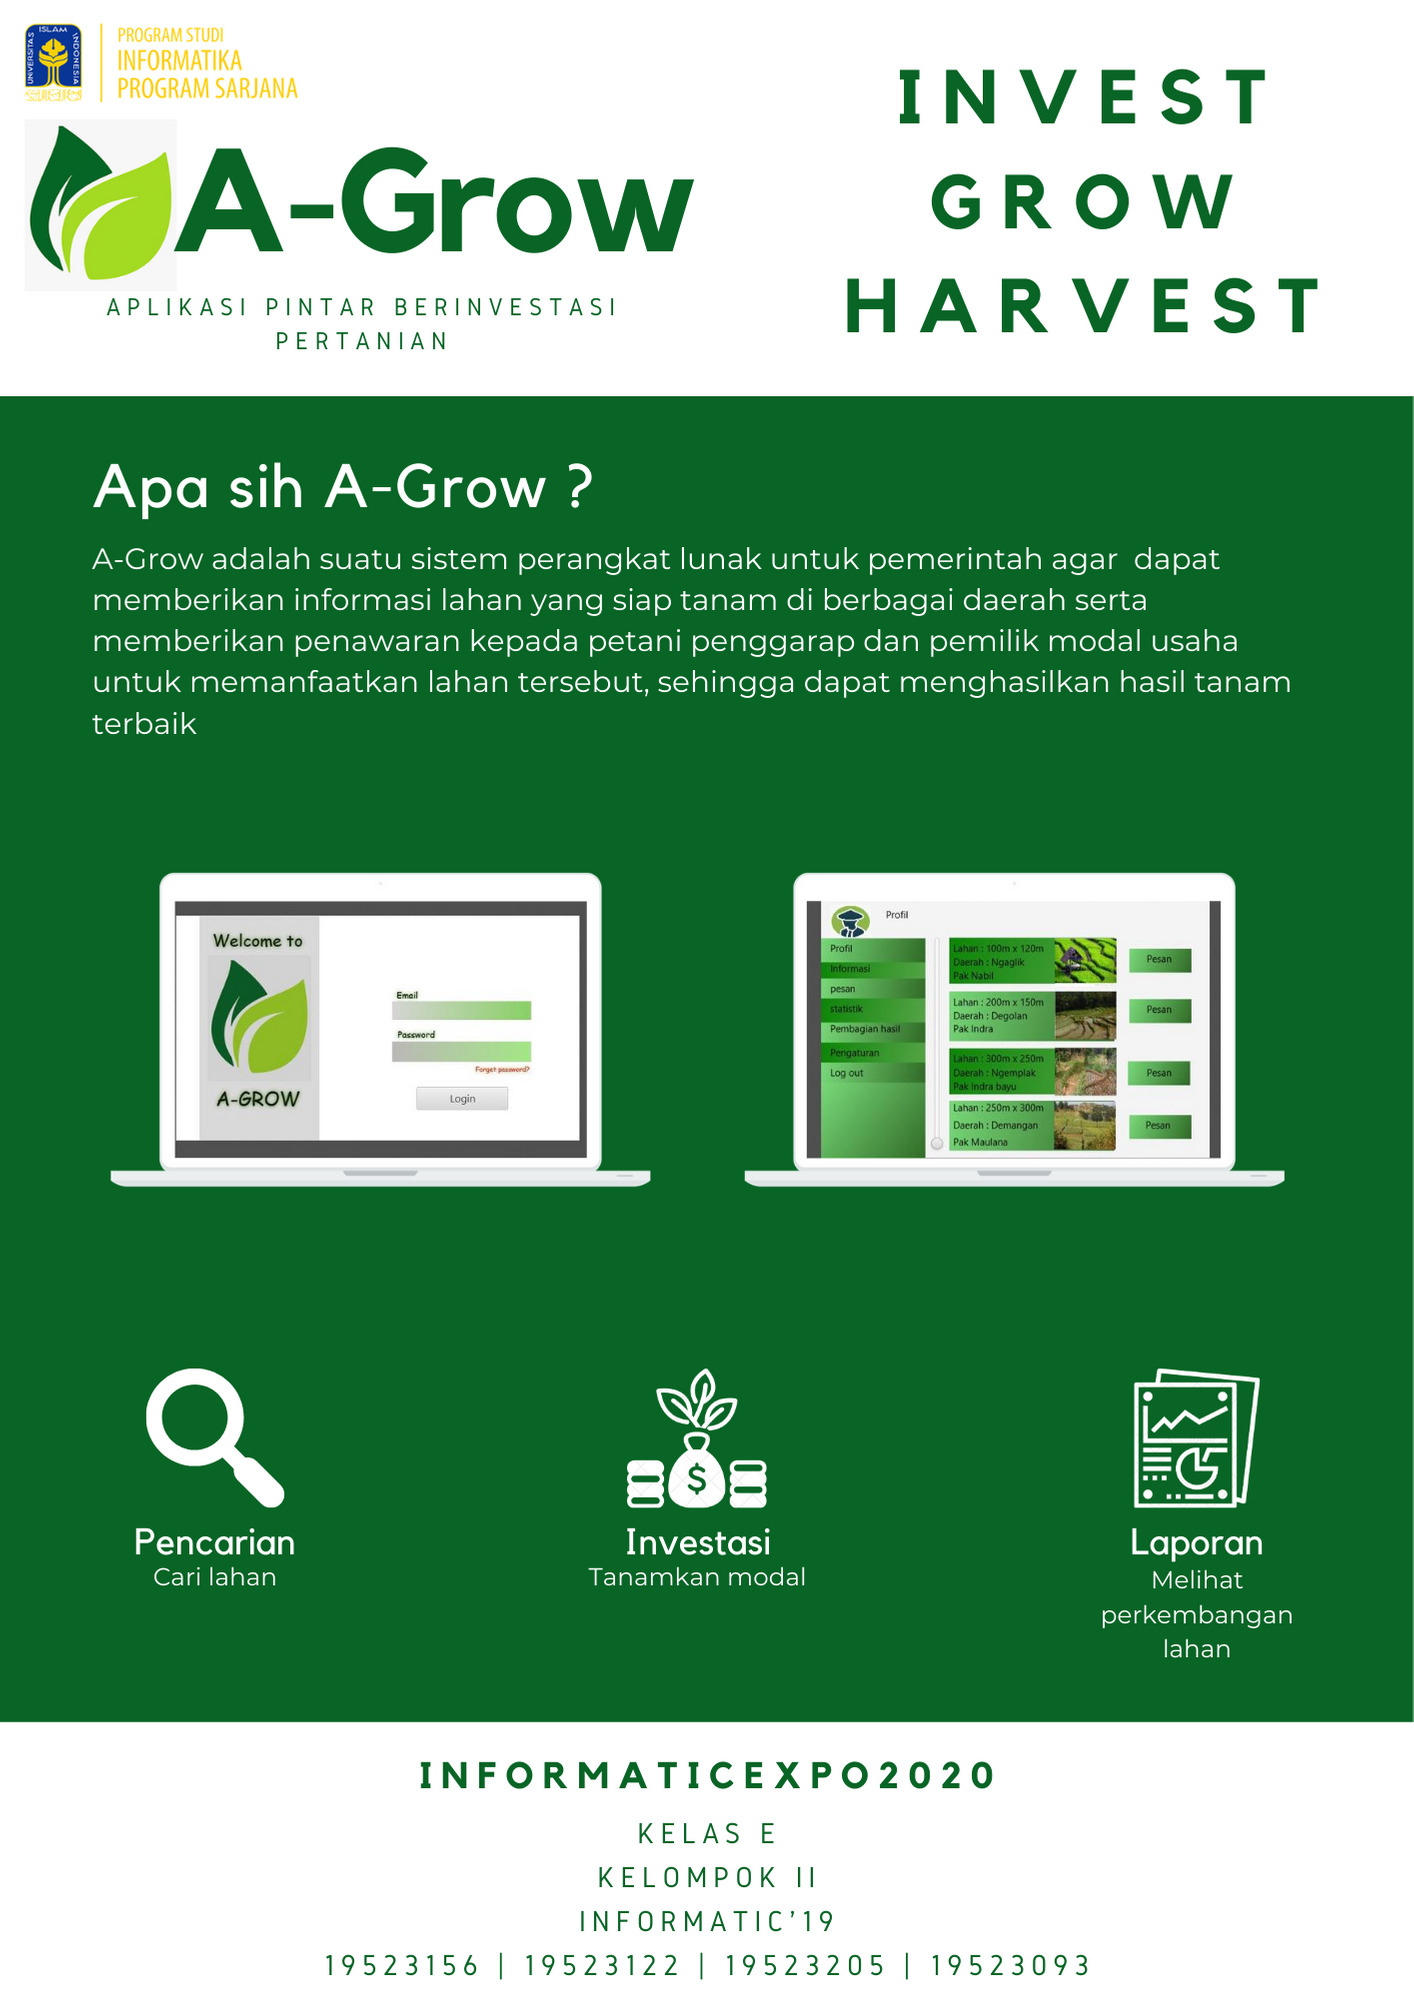 UNIVERSITAS
ISLAM
INDONESIA
PROGRAM STUDI
INFORMATIKA
PROGRAM SARJANA
A-Grow
APLIKASI PINTAR BERINVESTASI
PERTANIAN
INVEST
GROW
HARVEST
Apa sih A-Grow ?
A-Grow adalah suatu sistem perangkat lunak untuk pemerintah agar  dapat
memberikan informasi lahan yang siap tanam di berbagai daerah serta
memberikan penawaran kepada petani penggarap dan pemilik modal usaha
untuk memanfaatkan lahan tersebut, sehingga dapat menghasilkan hasil tanam
terbaik
Welcome to
A-GROW
Email
Password
Forget password?
Login
Profil
Profil
Informasi
pesan
statistik
Pembagian hasil
Pengaturan
Log out
Lahan : 100m x 120m
Daerah : Ngaglik
Pak Nabil
Pesan
Lahan : 200m x 150m
Daerah : Degolan
Pak Indra
Pesan
Lahan : 300m x 250m
Daerah : Ngemplak
Pak Indra bayu
Pesan
Lahan : 250m x 300m
Daerah : Demangan
Pak Maulana
Pesan
$
Pencarian
Cari lahan
Investasi
Tanamkan modal
Laporan
Melihat
perkembangan
lahan
INFORMATICEXPO2020
KELAS E
KELOMPOK II
INFORMATIC’19
19523156 | 19523122 | 19523205 | 19523093